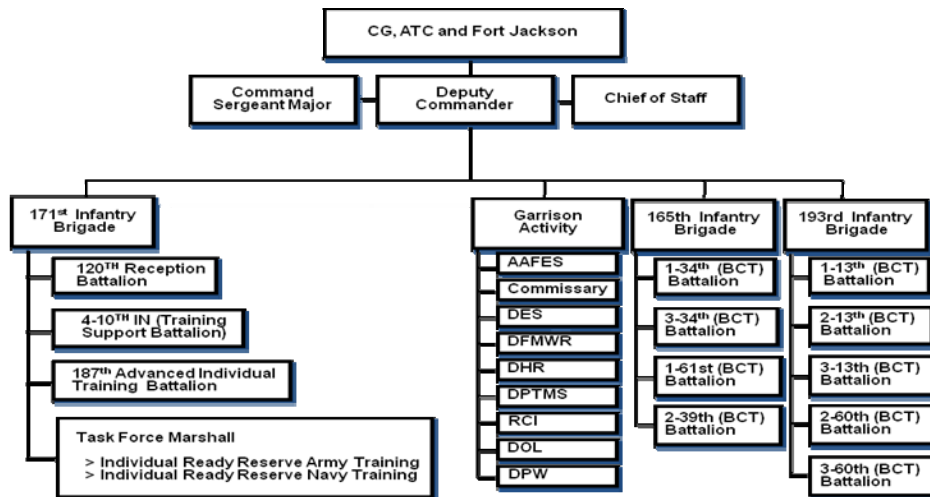 CG, ATC and Fort Jackson
Command
Sergeant Major
Deputy
Commander
Chief of Staff
171st Infantry
Brigade
120TH Reception
Battalion
4-10TH IN (Training
Support Battalion)
187th Advanced Individual
Training Battalion
Task Force Marshall
> Individual Ready Reserve Army Training
> Individual Ready Reserve Navy Training
Garrison
Activity
AAFES
Commissary
DES
DFMWR
DHR
DPTMS
RCI
DOL
DPW
165th Infantry
Brigade
1-34th (BCT)
Battalion
3-34th (BCT)
Battalion
1-61st (BCT)
Battalion
2-39th (BCT)
Battalion
193rd Infantry
Brigade
1-13th (BCT)
Battalion
2-13th (BCT)
Battalion
3-13th (BCT)
Battalion
2-60th (BCT)
Battalion
3-60th (BCT)
Battalion